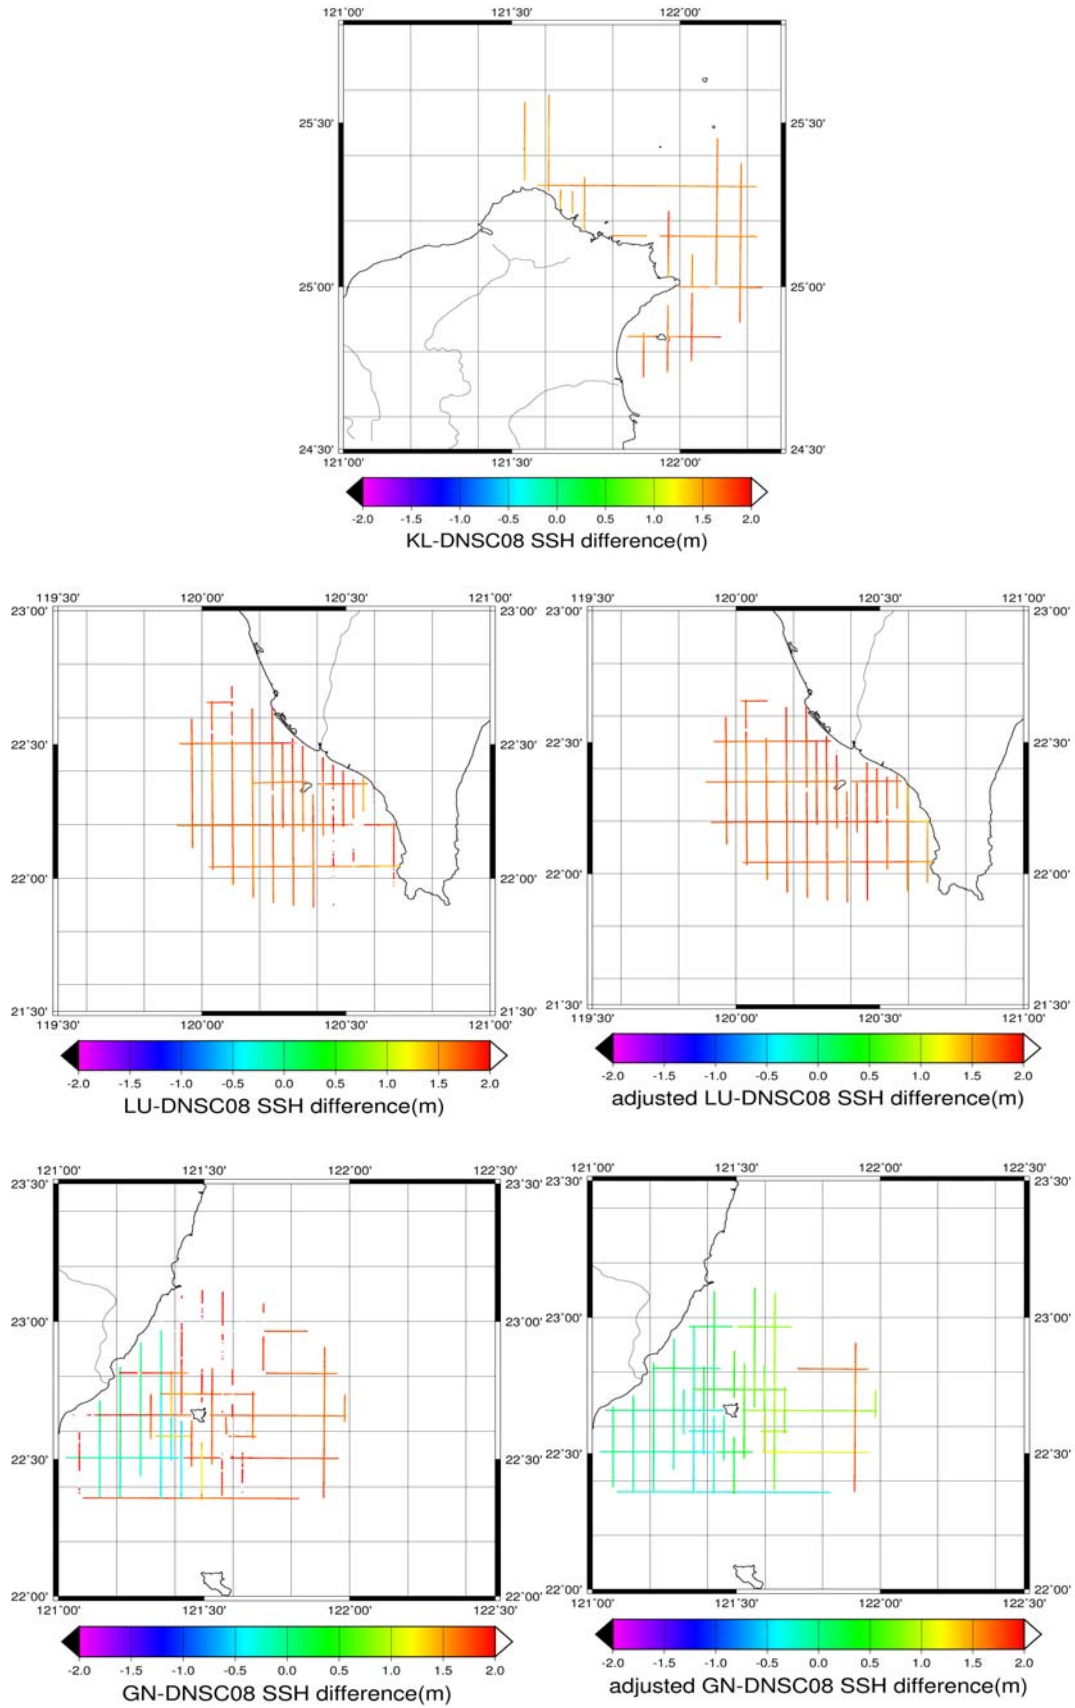 121˚00' 121˚30' 122˚00'
25˚30' 25˚30'
25˚00' 25˚00'
24˚30' 24˚30'
121˚00' 121˚30' 122˚00'
-2.0 -1.5 -1.0 -0.5 0.0 0.5 1.0 1.5 2.0
KL-DNSC08 SSH difference(m)
119˚30' 120˚00' 120˚30' 121˚00'
23˚00' 23˚00'
22˚30' 22˚30'
22˚00' 22˚00'
21˚30' 21˚30'
119˚30' 120˚00' 120˚30' 121˚00'
-2.0 -1.5 -1.0 -0.5 0.0 0.5 1.0 1.5 2.0
LU-DNSC08 SSH difference(m)
119˚30' 120˚00' 120˚30' 121˚00'
23˚00' 23˚00'
22˚30' 22˚30'
22˚00' 22˚00'
21˚30' 21˚30'
119˚30' 120˚00' 120˚30' 121˚00'
-2.0 -1.5 -1.0 -0.5 0.0 0.5 1.0 1.5 2.0
adjusted LU-DNSC08 SSH difference(m)
121˚00' 121˚30' 122˚00' 122˚30'
23˚30' 23˚30'
23˚00' 23˚00'
22˚30' 22˚30'
22˚00' 22˚00'
121˚00' 121˚30' 122˚00' 122˚30'
-2.0 -1.5 -1.0 -0.5 0.0 0.5 1.0 1.5 2.0
GN-DNSC08 SSH difference(m)
121˚00' 121˚30' 122˚00' 122˚30'
23˚30' 23˚30'
23˚00' 23˚00'
22˚30' 22˚30'
22˚00' 22˚00'
121˚00' 121˚30' 122˚00' 122˚30'
-2.0 -1.5 -1.0 -0.5 0.0 0.5 1.0 1.5 2.0
adjusted GN-DNSC08 SSH difference(m)